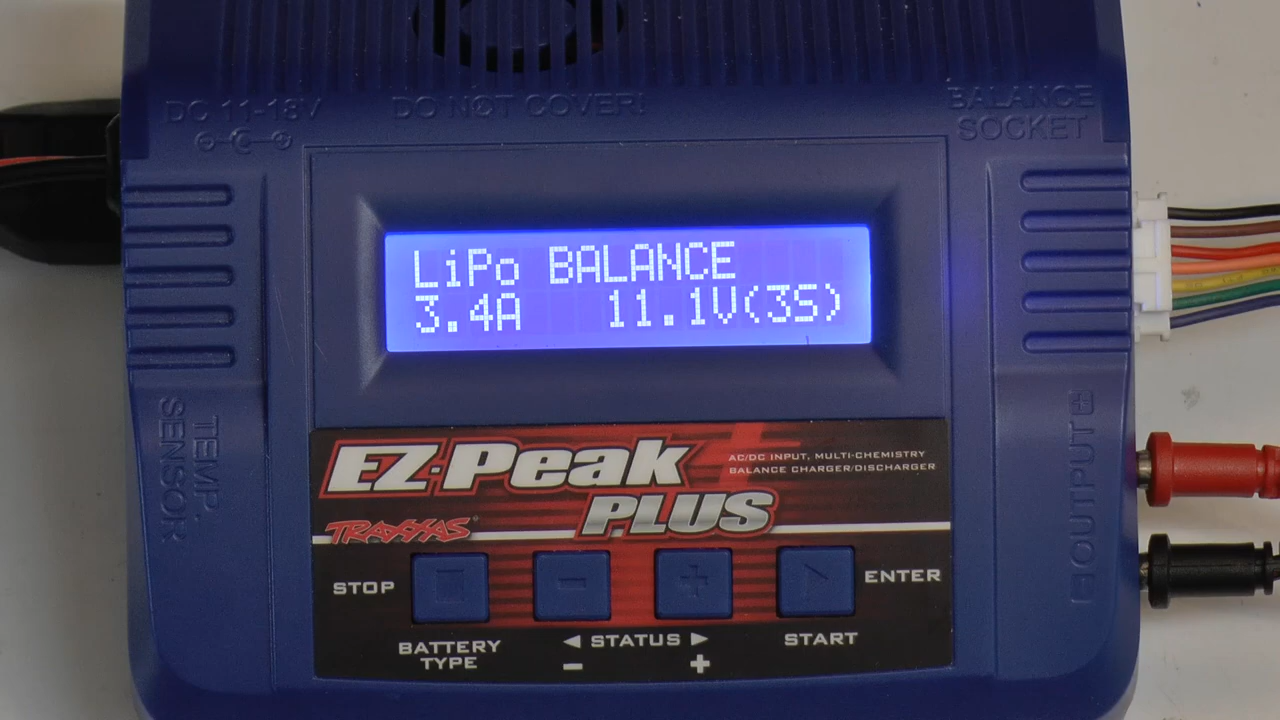 DC 11-18V
DO NOT COVER!
BALANCE
SOCKET
LiPo BALANCE
3.4A 11.1V(3S)
TEMP.
SENSOR
OUTPUT
EZ-Peak
PLUS
AC/DC INPUT, MULTI-CHEMISTRY
BALANCE CHARGER/DISCHARGER
TRAXXAS
STOP
ENTER
BATTERY
TYPE
◄ STATUS ►
− +
START